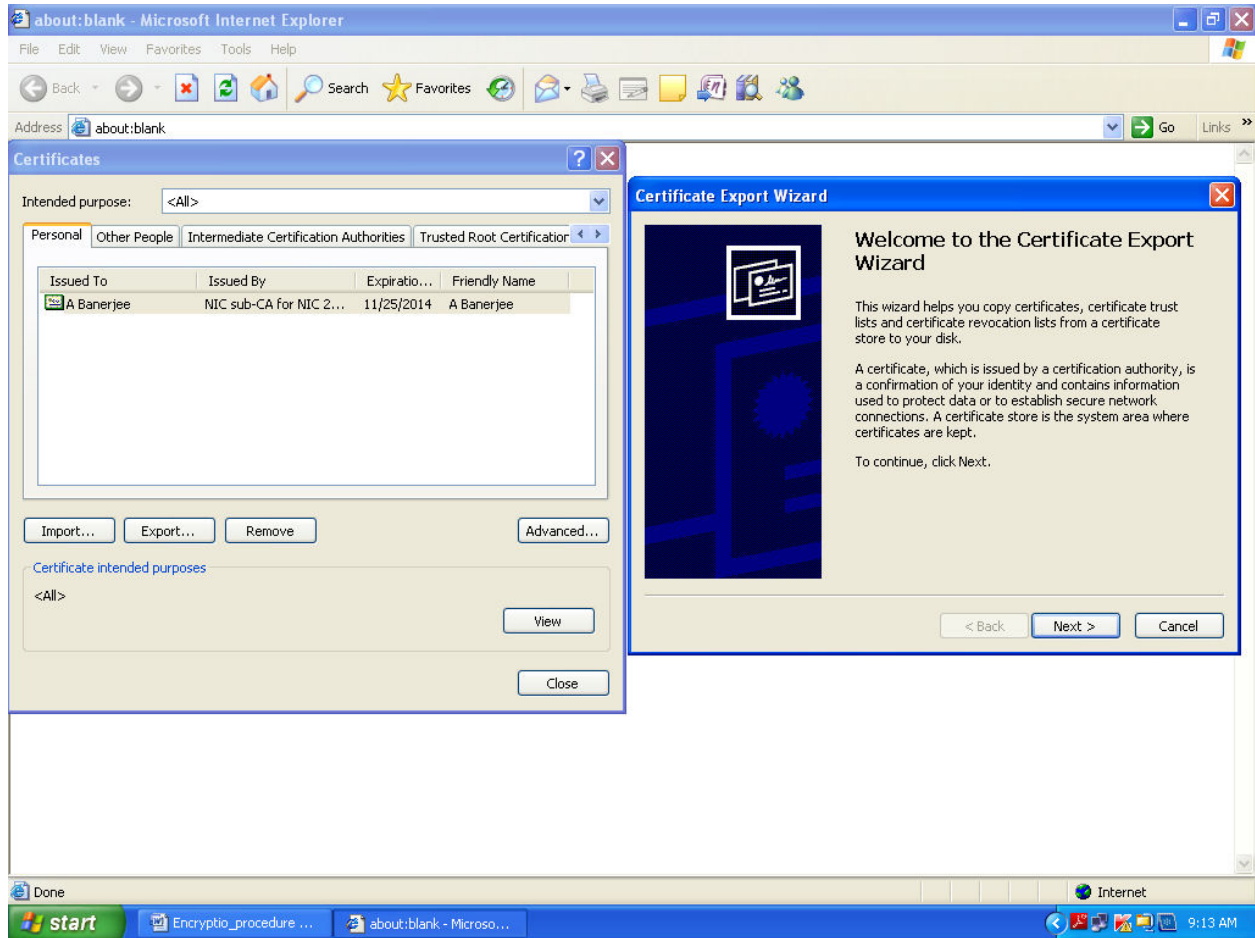 about:blank - Microsoft Internet Explorer
File Edit View Favorites Tools Help
Back Search Favorites
Address about:blank Go Links »
Certificates
Intended purpose: <All>
Personal Other People Intermediate Certification Authorities Trusted Root Certification
Issued To Issued By Expiratio... Friendly Name
A Banerjee NIC sub-CA for NIC 2... 11/25/2014 A Banerjee
Import... Export... Remove Advanced...
Certificate intended purposes
<All>
View
Close
Certificate Export Wizard
Welcome to the Certificate Export
Wizard
This wizard helps you copy certificates, certificate trust
lists and certificate revocation lists from a certificate
store to your disk.
A certificate, which is issued by a certification authority, is
a confirmation of your identity and contains information
used to protect data or to establish secure network
connections. A certificate store is the system area where
certificates are kept.
To continue, click Next.
< Back Next > Cancel
Done Internet
start Encryptio_procedure ... about:blank - Microso... 9:13 AM